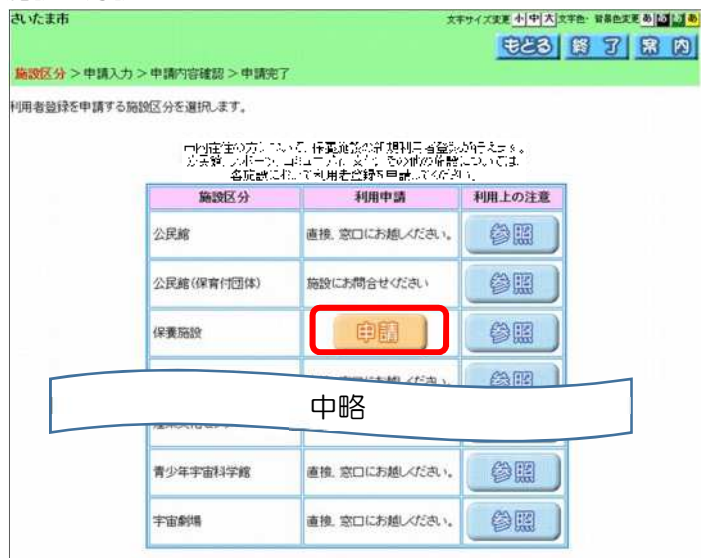 さいたま市
文字サイズ変更 小 中 大 文字色・背景色変更 あ あ あ あ
もどる 終了 案内
施設区分 > 申請入力 > 申請内容確認 > 申請完了
利用者登録を申請する施設区分を選択します。
施設区分 利用申請 利用上の注意
公民館 直接、窓口にお越しください。 参照
公民館(保育付団体) 施設にお問合せください 参照
保養施設 申請 参照
中略
青少年宇宙科学館 直接、窓口にお越しください。 参照
宇宙劇場 直接、窓口にお越しください。 参照